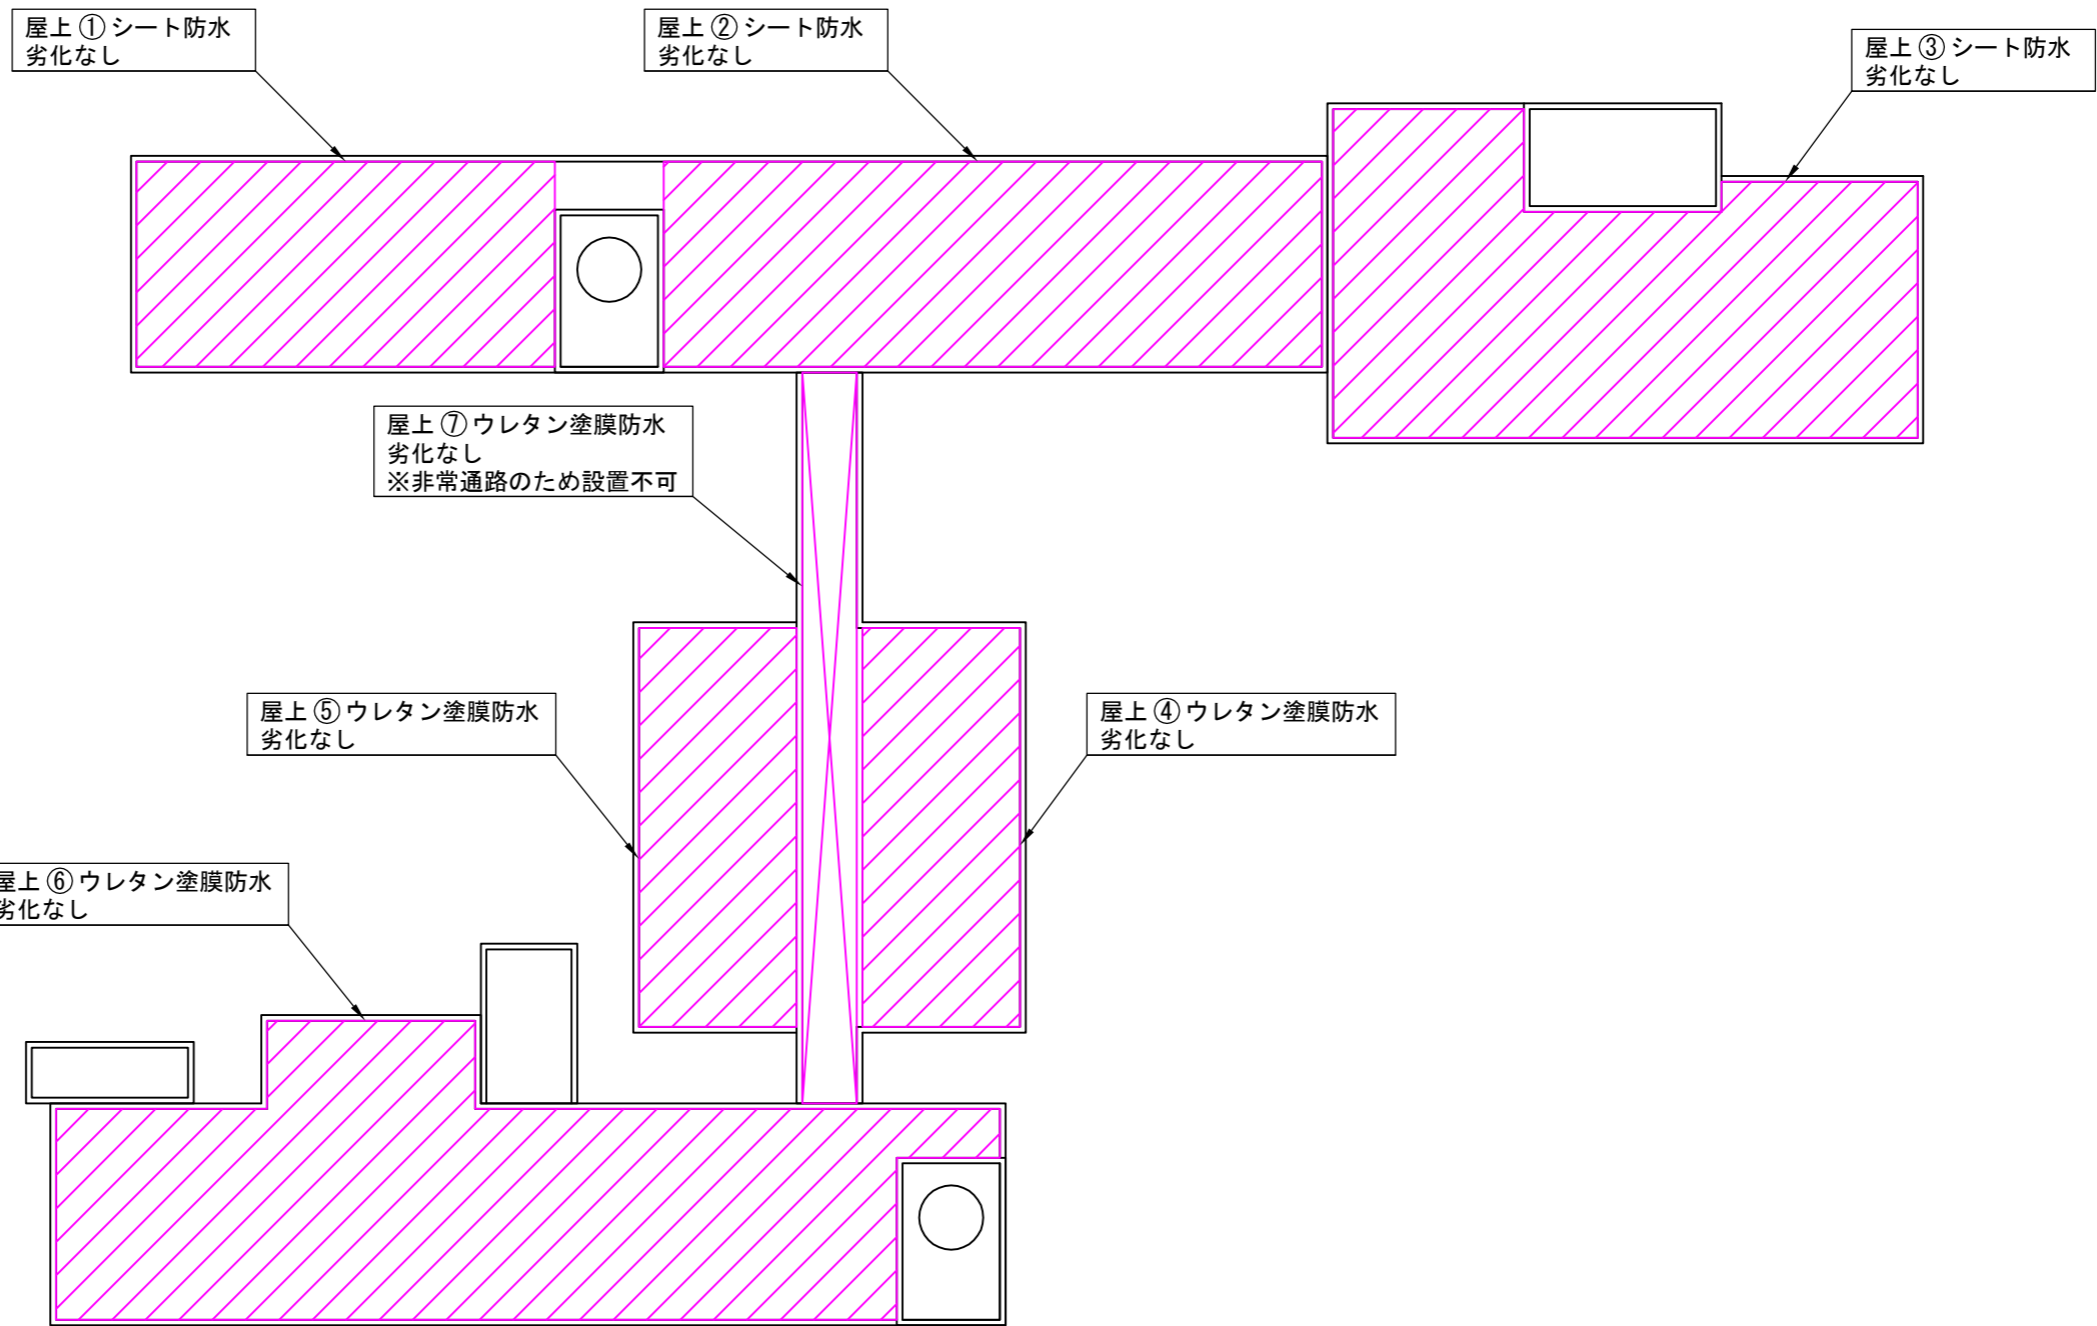 屋上 ① シート防水
劣化なし
屋上 ② シート防水
劣化なし
屋上 ③ シート防水
劣化なし
屋上 ⑦ ウレタン塗膜防水
劣化なし
※非常通路のため設置不可
屋上 ⑤ ウレタン塗膜防水
劣化なし
屋上 ④ ウレタン塗膜防水
劣化なし
屋上 ⑥ ウレタン塗膜防水
劣化なし